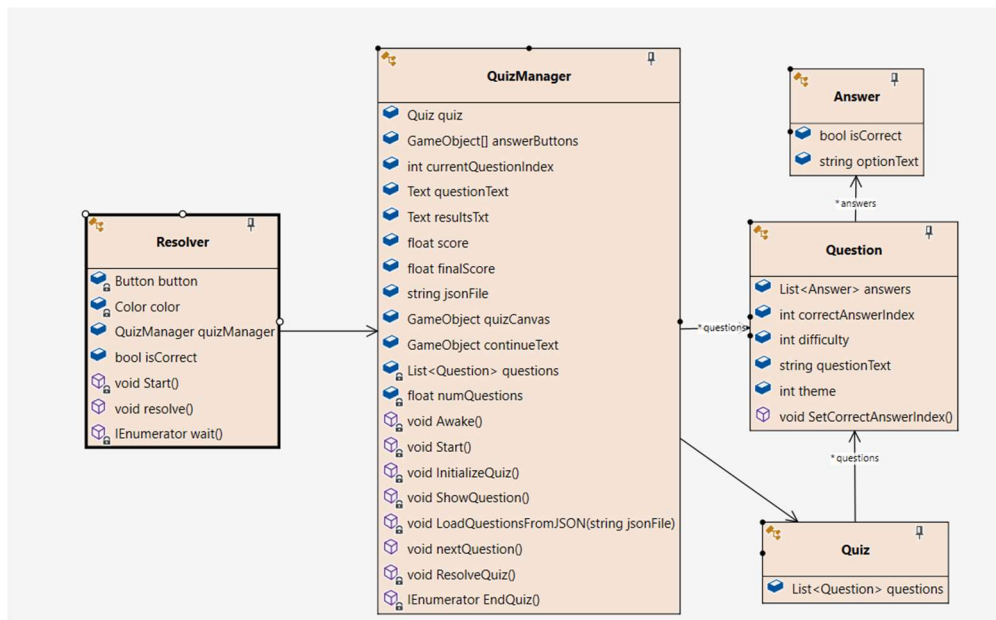 Resolver
Button button
Color color
QuizManager quizManager
bool isCorrect
void Start()
void resolve()
IEnumerator wait()
QuizManager
Quiz quiz
GameObject[] answerButtons
int currentQuestionIndex
Text questionText
Text resultsTxt
float score
float finalScore
string jsonFile
GameObject quizCanvas
GameObject continueText
List<Question> questions
float numQuestions
void Awake()
void Start()
void InitializeQuiz()
void ShowQuestion()
void LoadQuestionsFromJSON(string jsonFile)
void nextQuestion()
void ResolveQuiz()
IEnumerator EndQuiz()
* questions
Answer
bool isCorrect
string optionText
* answers
Question
List<Answer> answers
int correctAnswerIndex
int difficulty
string questionText
int theme
void SetCorrectAnswerIndex()
* questions
Quiz
List<Question> questions